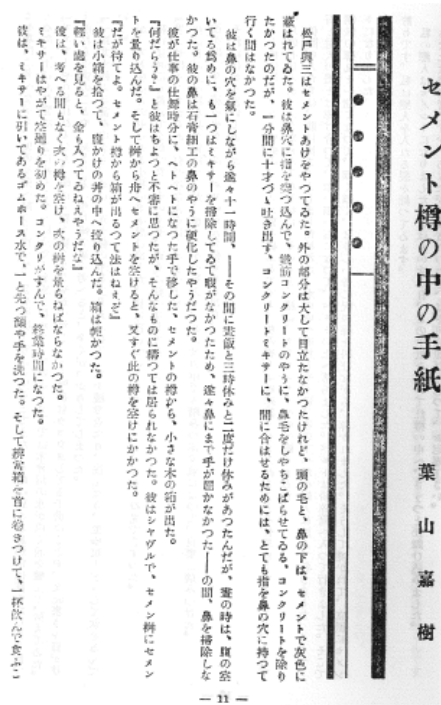 セメント樽の中の手紙
葉山嘉樹
松戸與三はセメントあけをやつてゐた。外の部分は大して目立たなかつたけれど、頭の毛と、鼻の下は、セメントで灰色に
蔽はれてゐた。彼は鼻の穴に指を突つ込んで、鐵筋コンクリートのやうに、鼻毛をしやちこばらせてゐる、コンクリートを除り
たかつたのだが、一分間に十才づゝ吐き出す、コンクリートミキサーに、間に合はせるためには、とても指を鼻の穴に持つて
行く間はなかつた。
彼は鼻の穴を氣にしながら遂々十一時間、――その間に晝飯と三時休みと二度だけ休みがあつたんだが、晝の時は、腹の空
いてる爲めに、も一つはミキサーを掃除してゐて暇がなかつたため、遂々鼻にまで手が屆かなかつた――の間、鼻を掃除しな
かつた。彼の鼻は石膏細工の鼻のやうに硬化したやうだつた。
彼が仕事の仕舞時分に、ヘトヘトになつた手で移した、セメントの樽から、小さな木の箱が出た。
『何だらう？』と彼はちよつと不審に思つたが、そんなものに構つては居られなかつた。彼はシャヴルで、セメン桝にセメン
トを量り込んだ。そして桝から舟へセメントを空けると、又すぐ此の樽を空けにかかつた。
『だが待てよ。セメント樽から箱が出るつて法はねえぞ』
彼は小箱を拾つて、腹かけの丼の中へ投り込んだ。箱は輕かつた。
『輕い處を見ると、金も入つてゐねえやうだな』
彼は、考へる間もなく次の樽を空け、次の桝を量らねばならなかつた。
ミキサーはやがて空廻りを初めた。コンクリがすんで、終業時間になつた。
彼は、ミキサーに引いてあるゴムホースの水で、一と先づ顏や手を洗つた。そして辨當箱を首に卷きつけて、一杯飮んで食ふこ
— 11 —